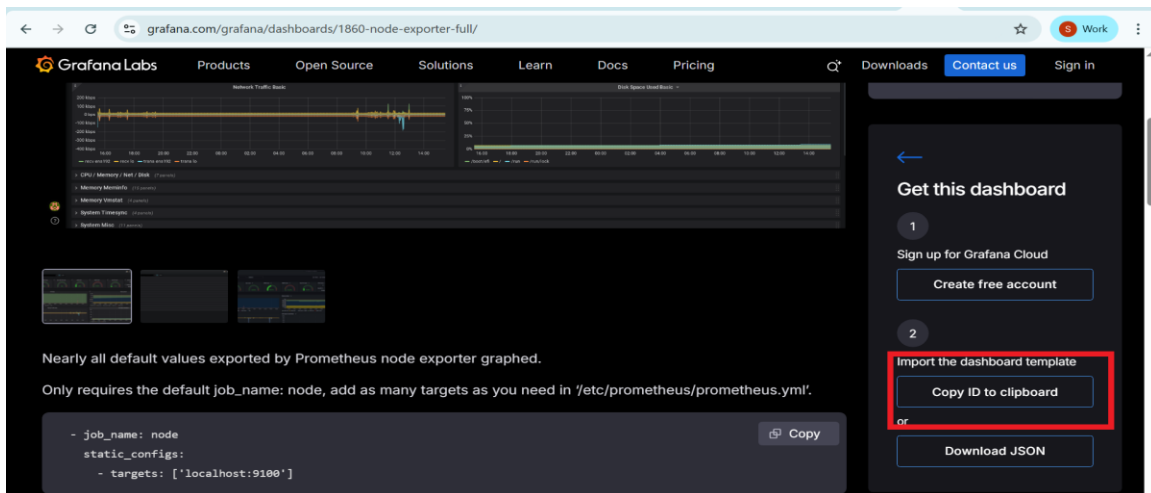 grafana.com/grafana/dashboards/1860-node-exporter-full/
S Work
Grafana Labs Products Open Source Solutions Learn Docs Pricing Downloads Contact us Sign in
Network Traffic Basic
Disk Space Used Basic
CPU / Memory / Net / Disk
Memory Meminfo
Memory Vmstat
System Timesync
System Misc
Get this dashboard
1
Sign up for Grafana Cloud
Create free account
2
Import the dashboard template
Copy ID to clipboard
or
Download JSON
Nearly all default values exported by Prometheus node exporter graphed.
Only requires the default job_name: node, add as many targets as you need in '/etc/prometheus/prometheus.yml'.
Copy
- job_name: node
static_configs:
- targets: ['localhost:9100']